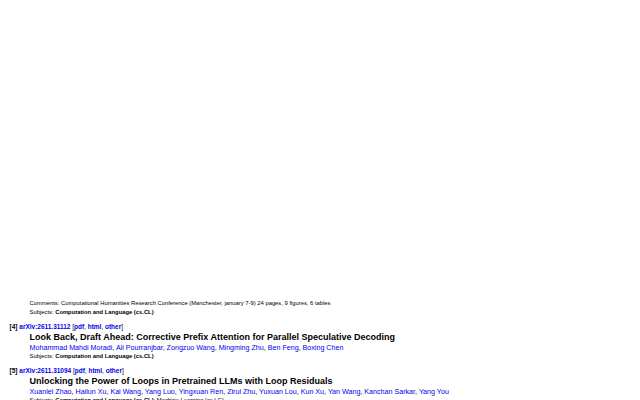 Comments: Computational Humanities Research Conference (Manchester, january 7-9) 24 pages, 9 figures, 6 tables
Subjects: Computation and Language (cs.CL)
[4] arXiv:2611.31112 [pdf, html, other]
Look Back, Draft Ahead: Corrective Prefix Attention for Parallel Speculative Decoding
Mohammad Mahdi Moradi, Ali Pourranjbar, Zongzuo Wang, Mingming Zhu, Ben Feng, Boxing Chen
Subjects: Computation and Language (cs.CL)
[5] arXiv:2611.31094 [pdf, html, other]
Unlocking the Power of Loops in Pretrained LLMs with Loop Residuals
Xuanlei Zhao, Hailun Xu, Kai Wang, Yang Luo, Yingxuan Ren, Zirui Zhu, Yuxuan Lou, Kun Xu, Yan Wang, Kanchan Sarkar, Yang You